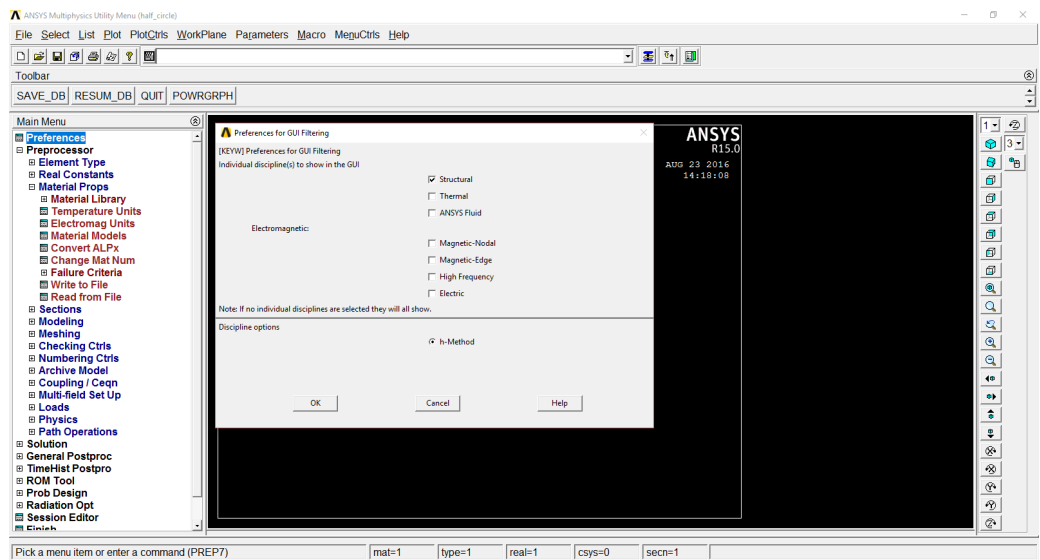 ANSYS Multiphysics Utility Menu (half_circle)
File Select List Plot PlotCtrls WorkPlane Parameters Macro MenuCtrls Help
Toolbar
SAVE_DB RESUM_DB QUIT POWRGRPH
Main Menu
Preferences
Preprocessor
Element Type
Real Constants
Material Props
Material Library
Temperature Units
Electromag Units
Material Models
Convert ALPx
Change Mat Num
Failure Criteria
Write to File
Read from File
Sections
Modeling
Meshing
Checking Ctrls
Numbering Ctrls
Archive Model
Coupling / Ceqn
Multi-field Set Up
Loads
Physics
Path Operations
Solution
General Postproc
TimeHist Postpro
ROM Tool
Prob Design
Radiation Opt
Session Editor
Finish
Preferences for GUI Filtering
[KEYW] Preferences for GUI Filtering
Individual discipline(s) to show in the GUI
Structural
Thermal
ANSYS Fluid
Electromagnetic:
Magnetic-Nodal
Magnetic-Edge
High Frequency
Electric
Note: If no individual disciplines are selected they will all show.
Discipline options
h-Method
OK Cancel Help
ANSYS
R15.0
AUG 23 2016
14:18:08
1
3
Pick a menu item or enter a command (PREP7) mat=1 type=1 real=1 csys=0 secn=1